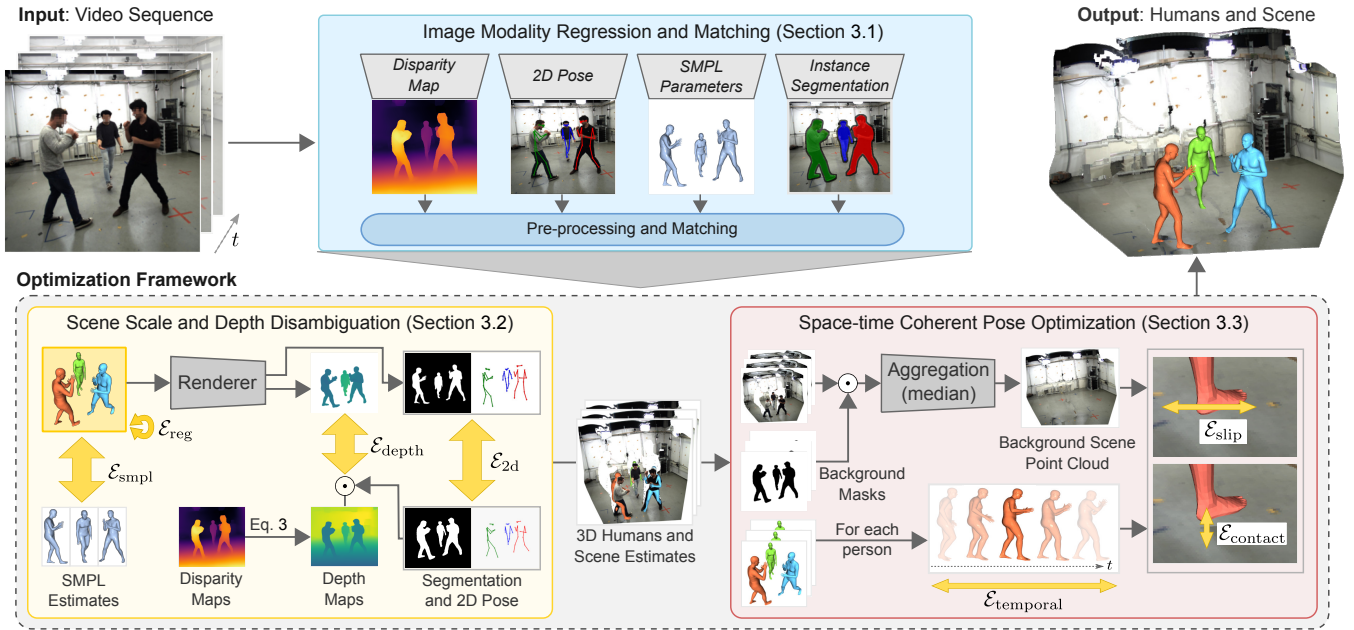 Input: Video Sequence
t
Image Modality Regression and Matching (Section 3.1)
Disparity
Map
2D Pose
SMPL
Parameters
Instance
Segmentation
Pre-processing and Matching
Output: Humans and Scene
Optimization Framework
Scene Scale and Depth Disambiguation (Section 3.2)
Renderer
ℰreg
ℰsmpl
ℰdepth
ℰ2d
Eq. 3
SMPL
Estimates
Disparity
Maps
Depth
Maps
Segmentation
and 2D Pose
3D Humans and
Scene Estimates
Space-time Coherent Pose Optimization (Section 3.3)
Aggregation
(median)
Background
Masks
Background Scene
Point Cloud
For each
person
t
ℰtemporal
ℰslip
ℰcontact